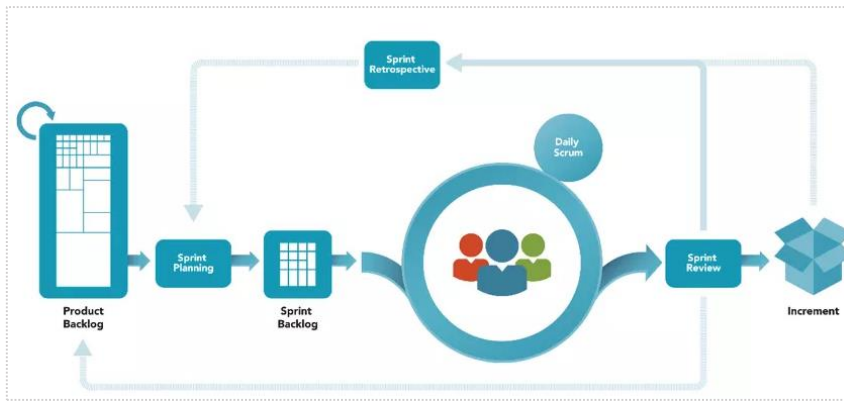 Sprint
Retrospective
Daily
Scrum
Sprint
Planning
Sprint
Review
Product
Backlog
Sprint
Backlog
Increment